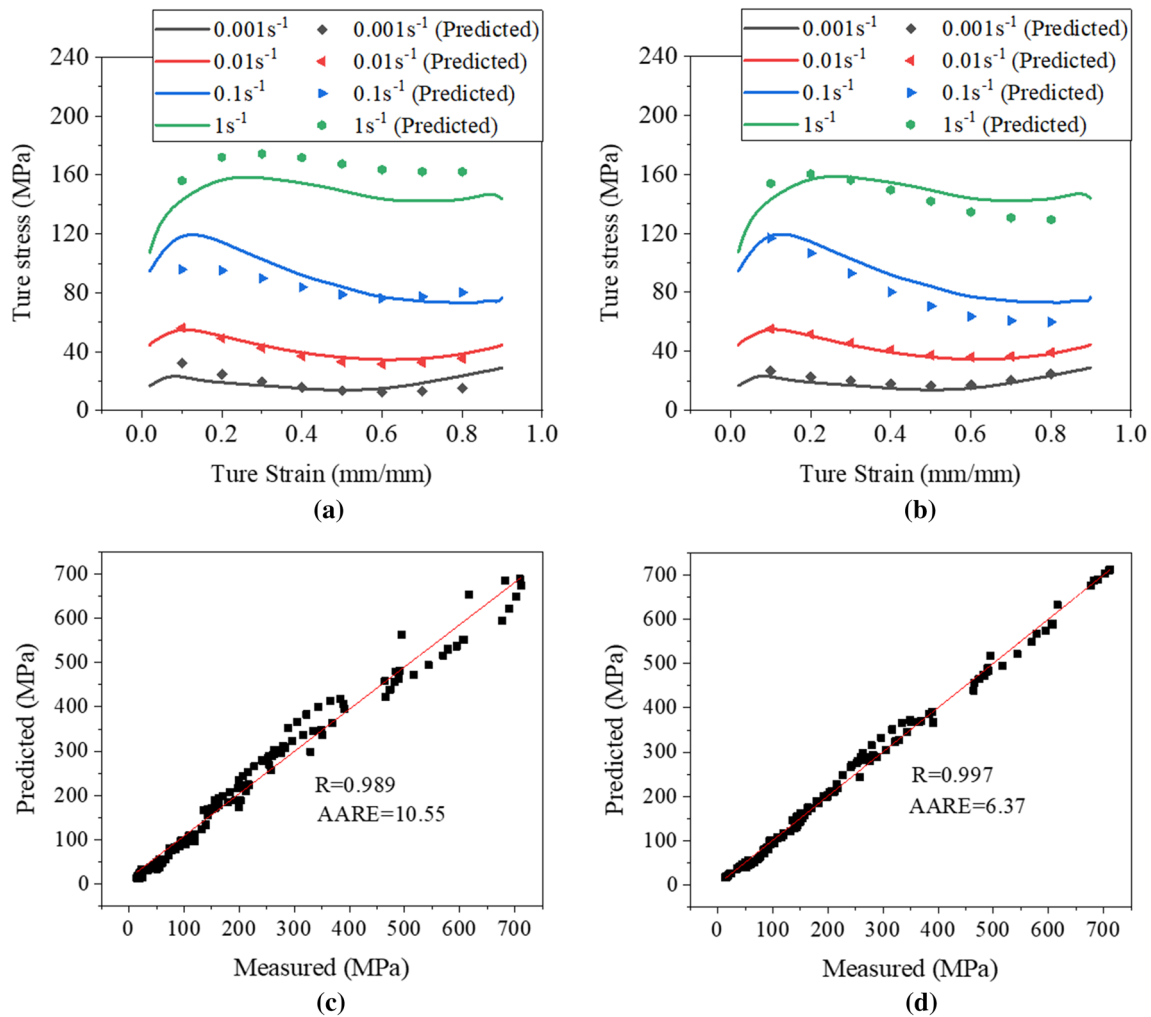 0.001s-1 0.001s-1 (Predicted)
0.01s-1 0.01s-1 (Predicted)
0.1s-1 0.1s-1 (Predicted)
1s-1 1s-1 (Predicted)
240
200
160
120
80
40
0
Ture stress (MPa)
0.0 0.2 0.4 0.6 0.8 1.0
Ture Strain (mm/mm)
(a)
0.001s-1 0.001s-1 (Predicted)
0.01s-1 0.01s-1 (Predicted)
0.1s-1 0.1s-1 (Predicted)
1s-1 1s-1 (Predicted)
240
200
160
120
80
40
0
Ture stress (MPa)
0.0 0.2 0.4 0.6 0.8 1.0
Ture Strain (mm/mm)
(b)
700
600
500
400
300
200
100
0
Predicted (MPa)
R=0.989
AARE=10.55
0 100 200 300 400 500 600 700
Measured (MPa)
(c)
700
600
500
400
300
200
100
0
Predicted (MPa)
R=0.997
AARE=6.37
0 100 200 300 400 500 600 700
Measured (MPa)
(d)